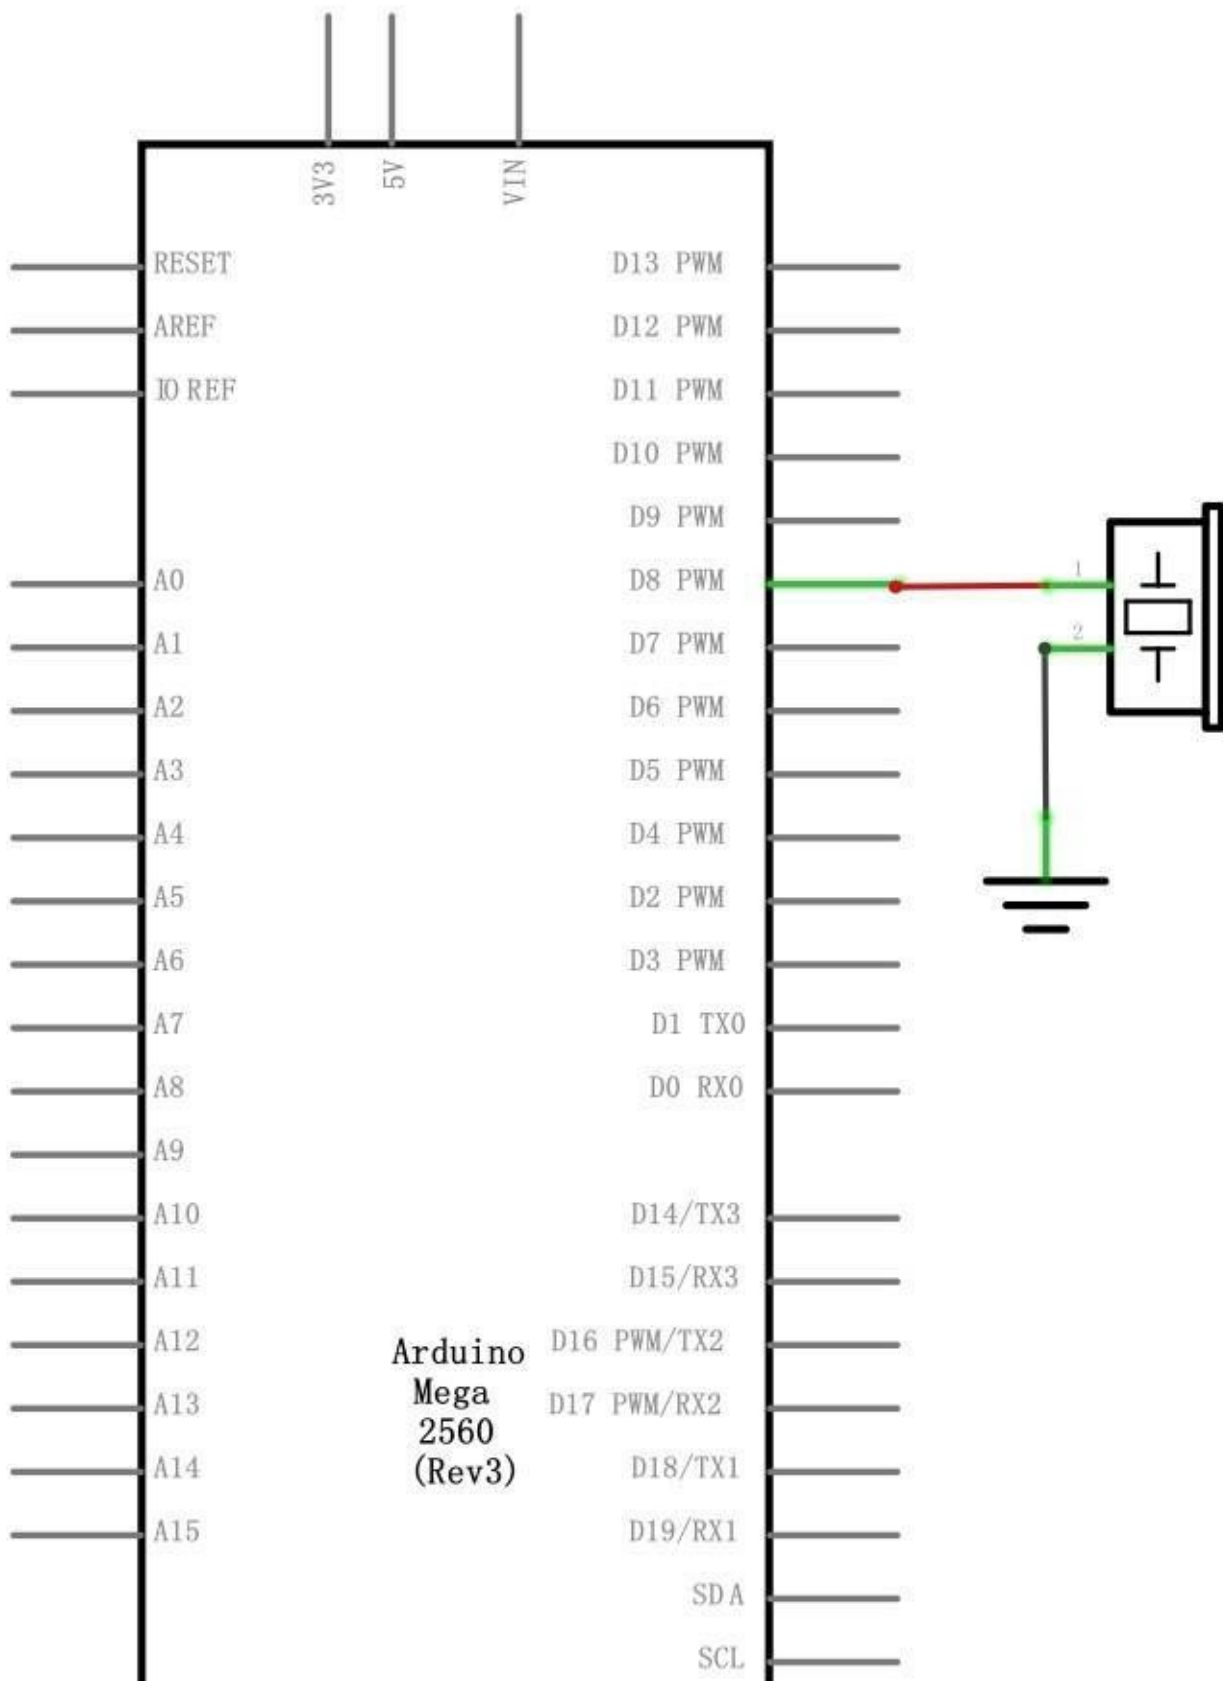 3V3
5V
VIN
RESET
D13 PWM
AREF
D12 PWM
IO REF
D11 PWM
D10 PWM
D9 PWM
A0
D8 PWM
1
A1
D7 PWM
2
A2
D6 PWM
A3
D5 PWM
A4
D4 PWM
A5
D2 PWM
A6
D3 PWM
A7
D1 TX0
A8
D0 RX0
A9
A10
D14/TX3
A11
D15/RX3
A12
D16 PWM/TX2
A13
D17 PWM/RX2
A14
D18/TX1
A15
D19/RX1
Arduino
Mega
2560
(Rev3)
SDA
SCL